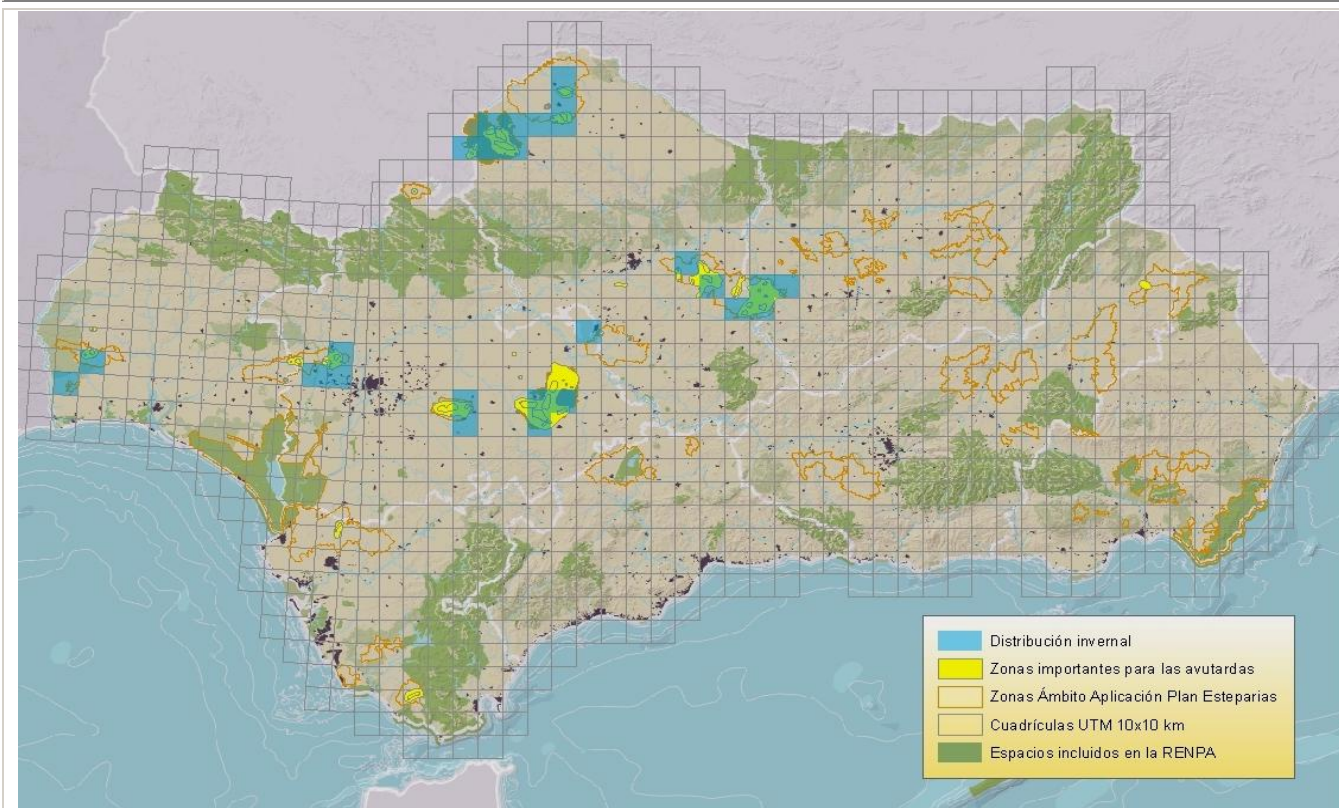 Distribución invernal
Zonas importantes para las avutardas
Zonas Ámbito Aplicación Plan Esteparias
Cuadrículas UTM 10x10 km
Espacios incluidos en la RENPA